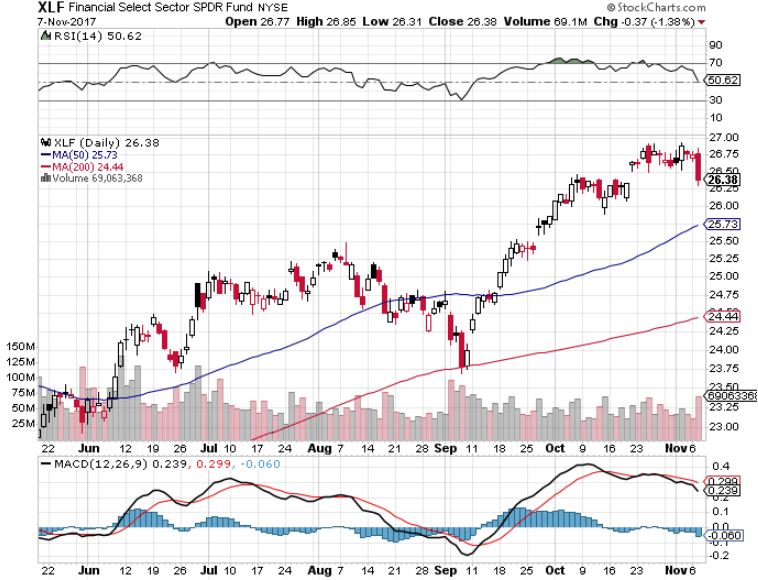 XLF Financial Select Sector SPDR Fund NYSE © StockCharts.com
7-Nov-2017 Open 26.77 High 26.85 Low 26.31 Close 26.38 Volume 69.1M Chg -0.37 (-1.38%)
RSI(14) 50.62
90
70
50.62
30
10
XLF (Daily) 26.38
MA(50) 25.73
MA(200) 24.44
Volume 69,063,368
27.00
26.75
26.38
26.25
26.00
25.73
25.50
25.25
25.00
24.75
24.50
24.44
24.25
24.00
23.75
23.50
69063368
23.25
23.00
150M
125M
100M
75M
50M
25M
22 Jun 12 19 26 Jul 10 17 24 Aug 7 14 21 28 Sep 11 18 25 Oct 9 16 23 Nov 6
MACD(12,26,9) 0.239, 0.299, -0.060
0.4
0.299
0.239
0.2
0.1
0.0
-0.060
-0.2
22 Jun 12 19 26 Jul 10 17 24 Aug 7 14 21 28 Sep 11 18 25 Oct 9 16 23 Nov 6